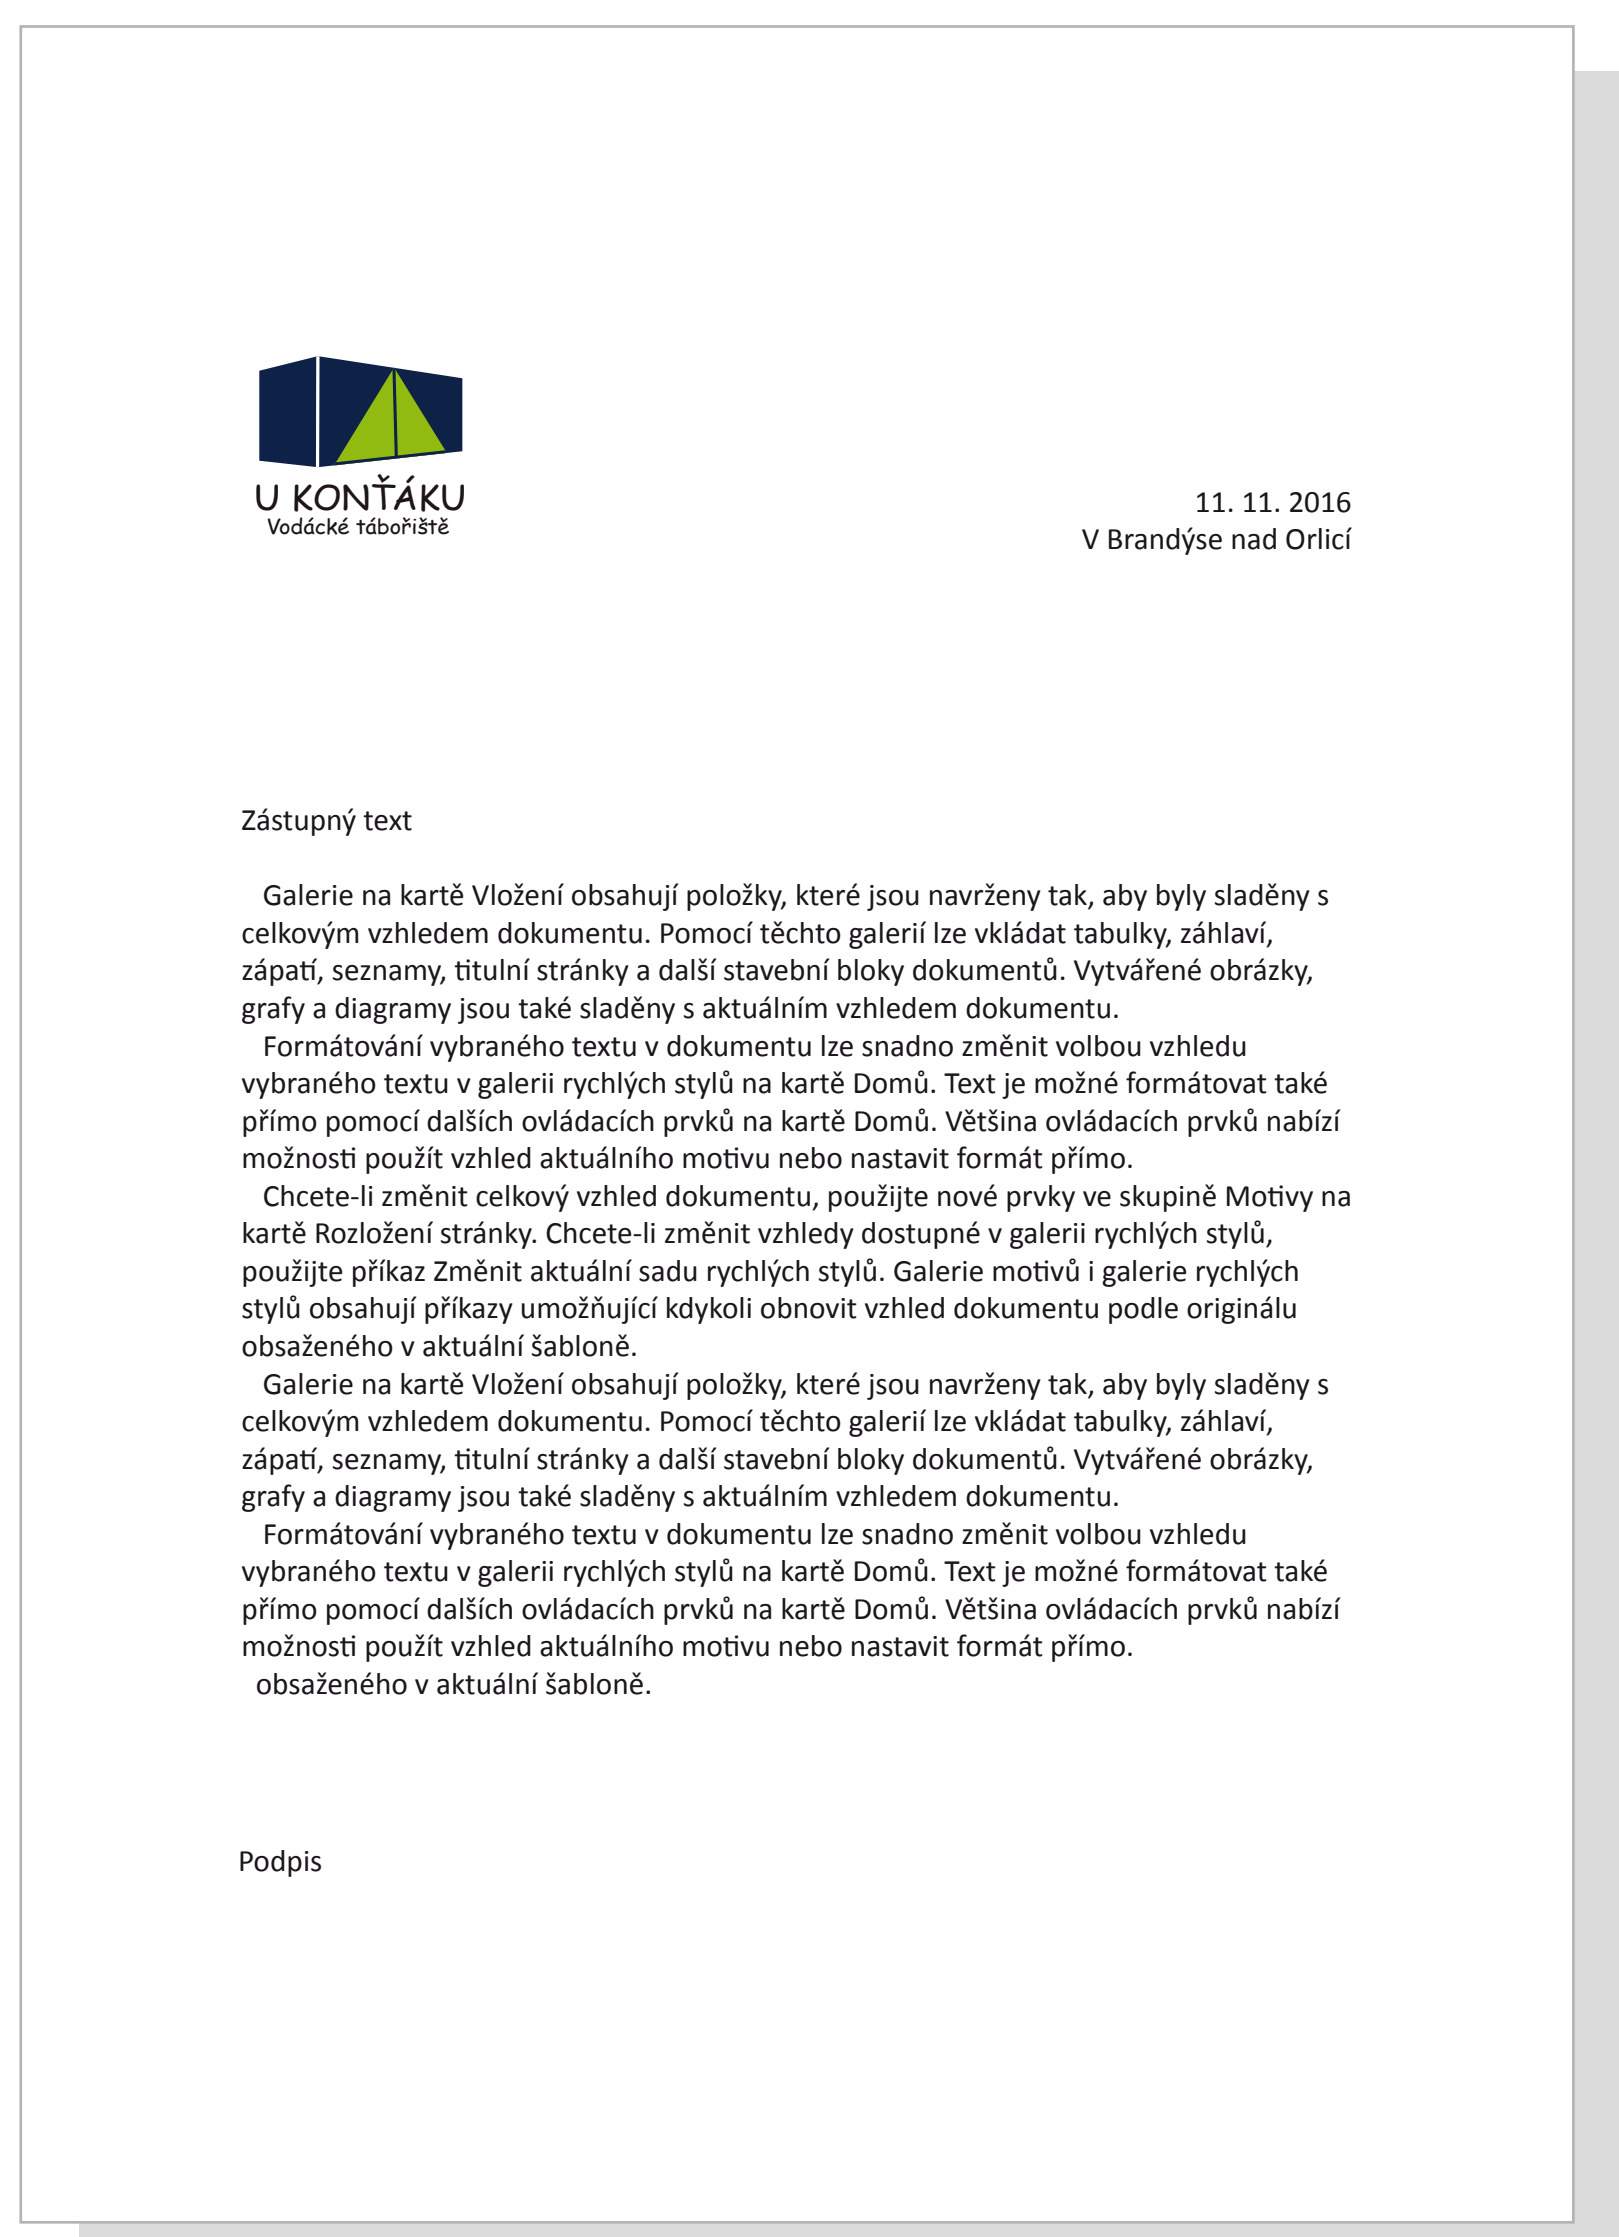 U KONŤÁKU
Vodácké tábořiště
11. 11. 2016
V Brandýse nad Orlicí
Zástupný text
Galerie na kartě Vložení obsahují položky, které jsou navrženy tak, aby byly sladěny s
celkovým vzhledem dokumentu. Pomocí těchto galerií lze vkládat tabulky, záhlaví,
zápatí, seznamy, titulní stránky a další stavební bloky dokumentů. Vytvářené obrázky,
grafy a diagramy jsou také sladěny s aktuálním vzhledem dokumentu.
Formátování vybraného textu v dokumentu lze snadno změnit volbou vzhledu
vybraného textu v galerii rychlých stylů na kartě Domů. Text je možné formátovat také
přímo pomocí dalších ovládacích prvků na kartě Domů. Většina ovládacích prvků nabízí
možnosti použít vzhled aktuálního motivu nebo nastavit formát přímo.
Chcete-li změnit celkový vzhled dokumentu, použijte nové prvky ve skupině Motivy na
kartě Rozložení stránky. Chcete-li změnit vzhledy dostupné v galerii rychlých stylů,
použijte příkaz Změnit aktuální sadu rychlých stylů. Galerie motivů i galerie rychlých
stylů obsahují příkazy umožňující kdykoli obnovit vzhled dokumentu podle originálu
obsaženého v aktuální šabloně.
Galerie na kartě Vložení obsahují položky, které jsou navrženy tak, aby byly sladěny s
celkovým vzhledem dokumentu. Pomocí těchto galerií lze vkládat tabulky, záhlaví,
zápatí, seznamy, titulní stránky a další stavební bloky dokumentů. Vytvářené obrázky,
grafy a diagramy jsou také sladěny s aktuálním vzhledem dokumentu.
Formátování vybraného textu v dokumentu lze snadno změnit volbou vzhledu
vybraného textu v galerii rychlých stylů na kartě Domů. Text je možné formátovat také
přímo pomocí dalších ovládacích prvků na kartě Domů. Většina ovládacích prvků nabízí
možnosti použít vzhled aktuálního motivu nebo nastavit formát přímo.
obsaženého v aktuální šabloně.
Podpis